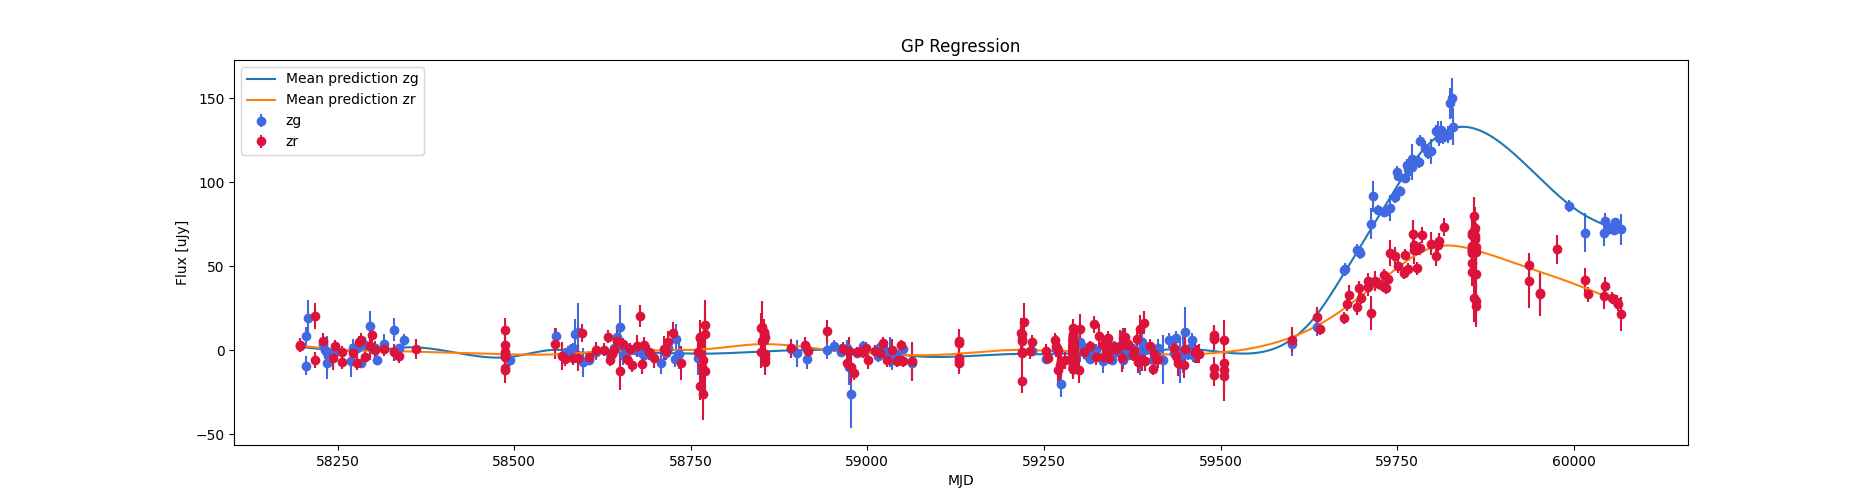 GP Regression
Mean prediction zg
Mean prediction zr
zg
zr
Flux [uJy]
150
100
50
0
−50
58250 58500 58750 59000 59250 59500 59750 60000
MJD